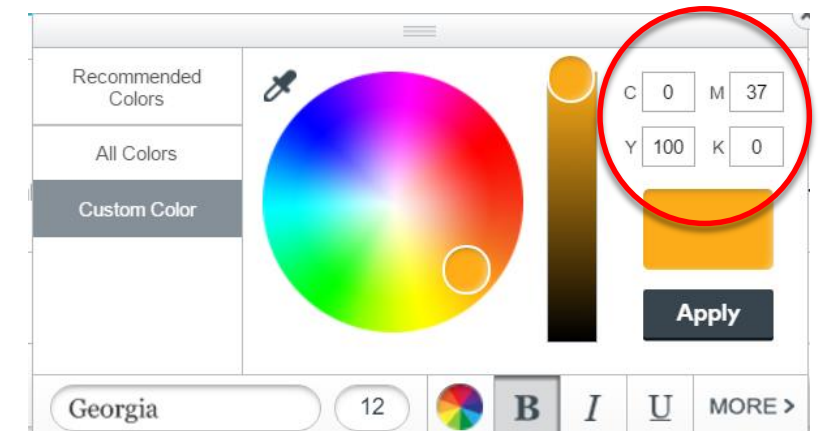 Recommended
Colors
All Colors
Custom Color
C 0 M 37
Y 100 K 0
Apply
Georgia 12 B I U MORE >